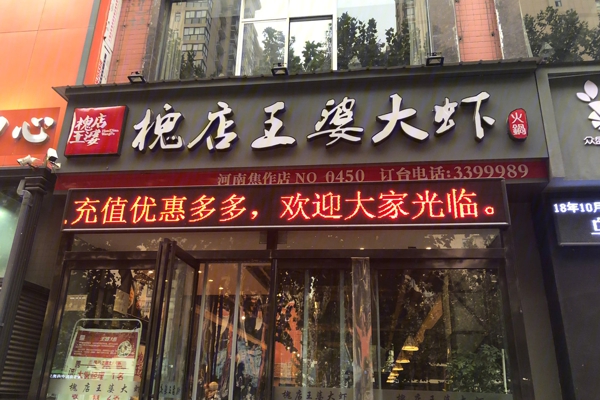 心
槐店
王婆
槐店王婆大虾
火锅
河南焦作店 NO 0450 订台电话:3399989
充值优惠多多，欢迎大家光临。
18年10月
槐店王婆大虾